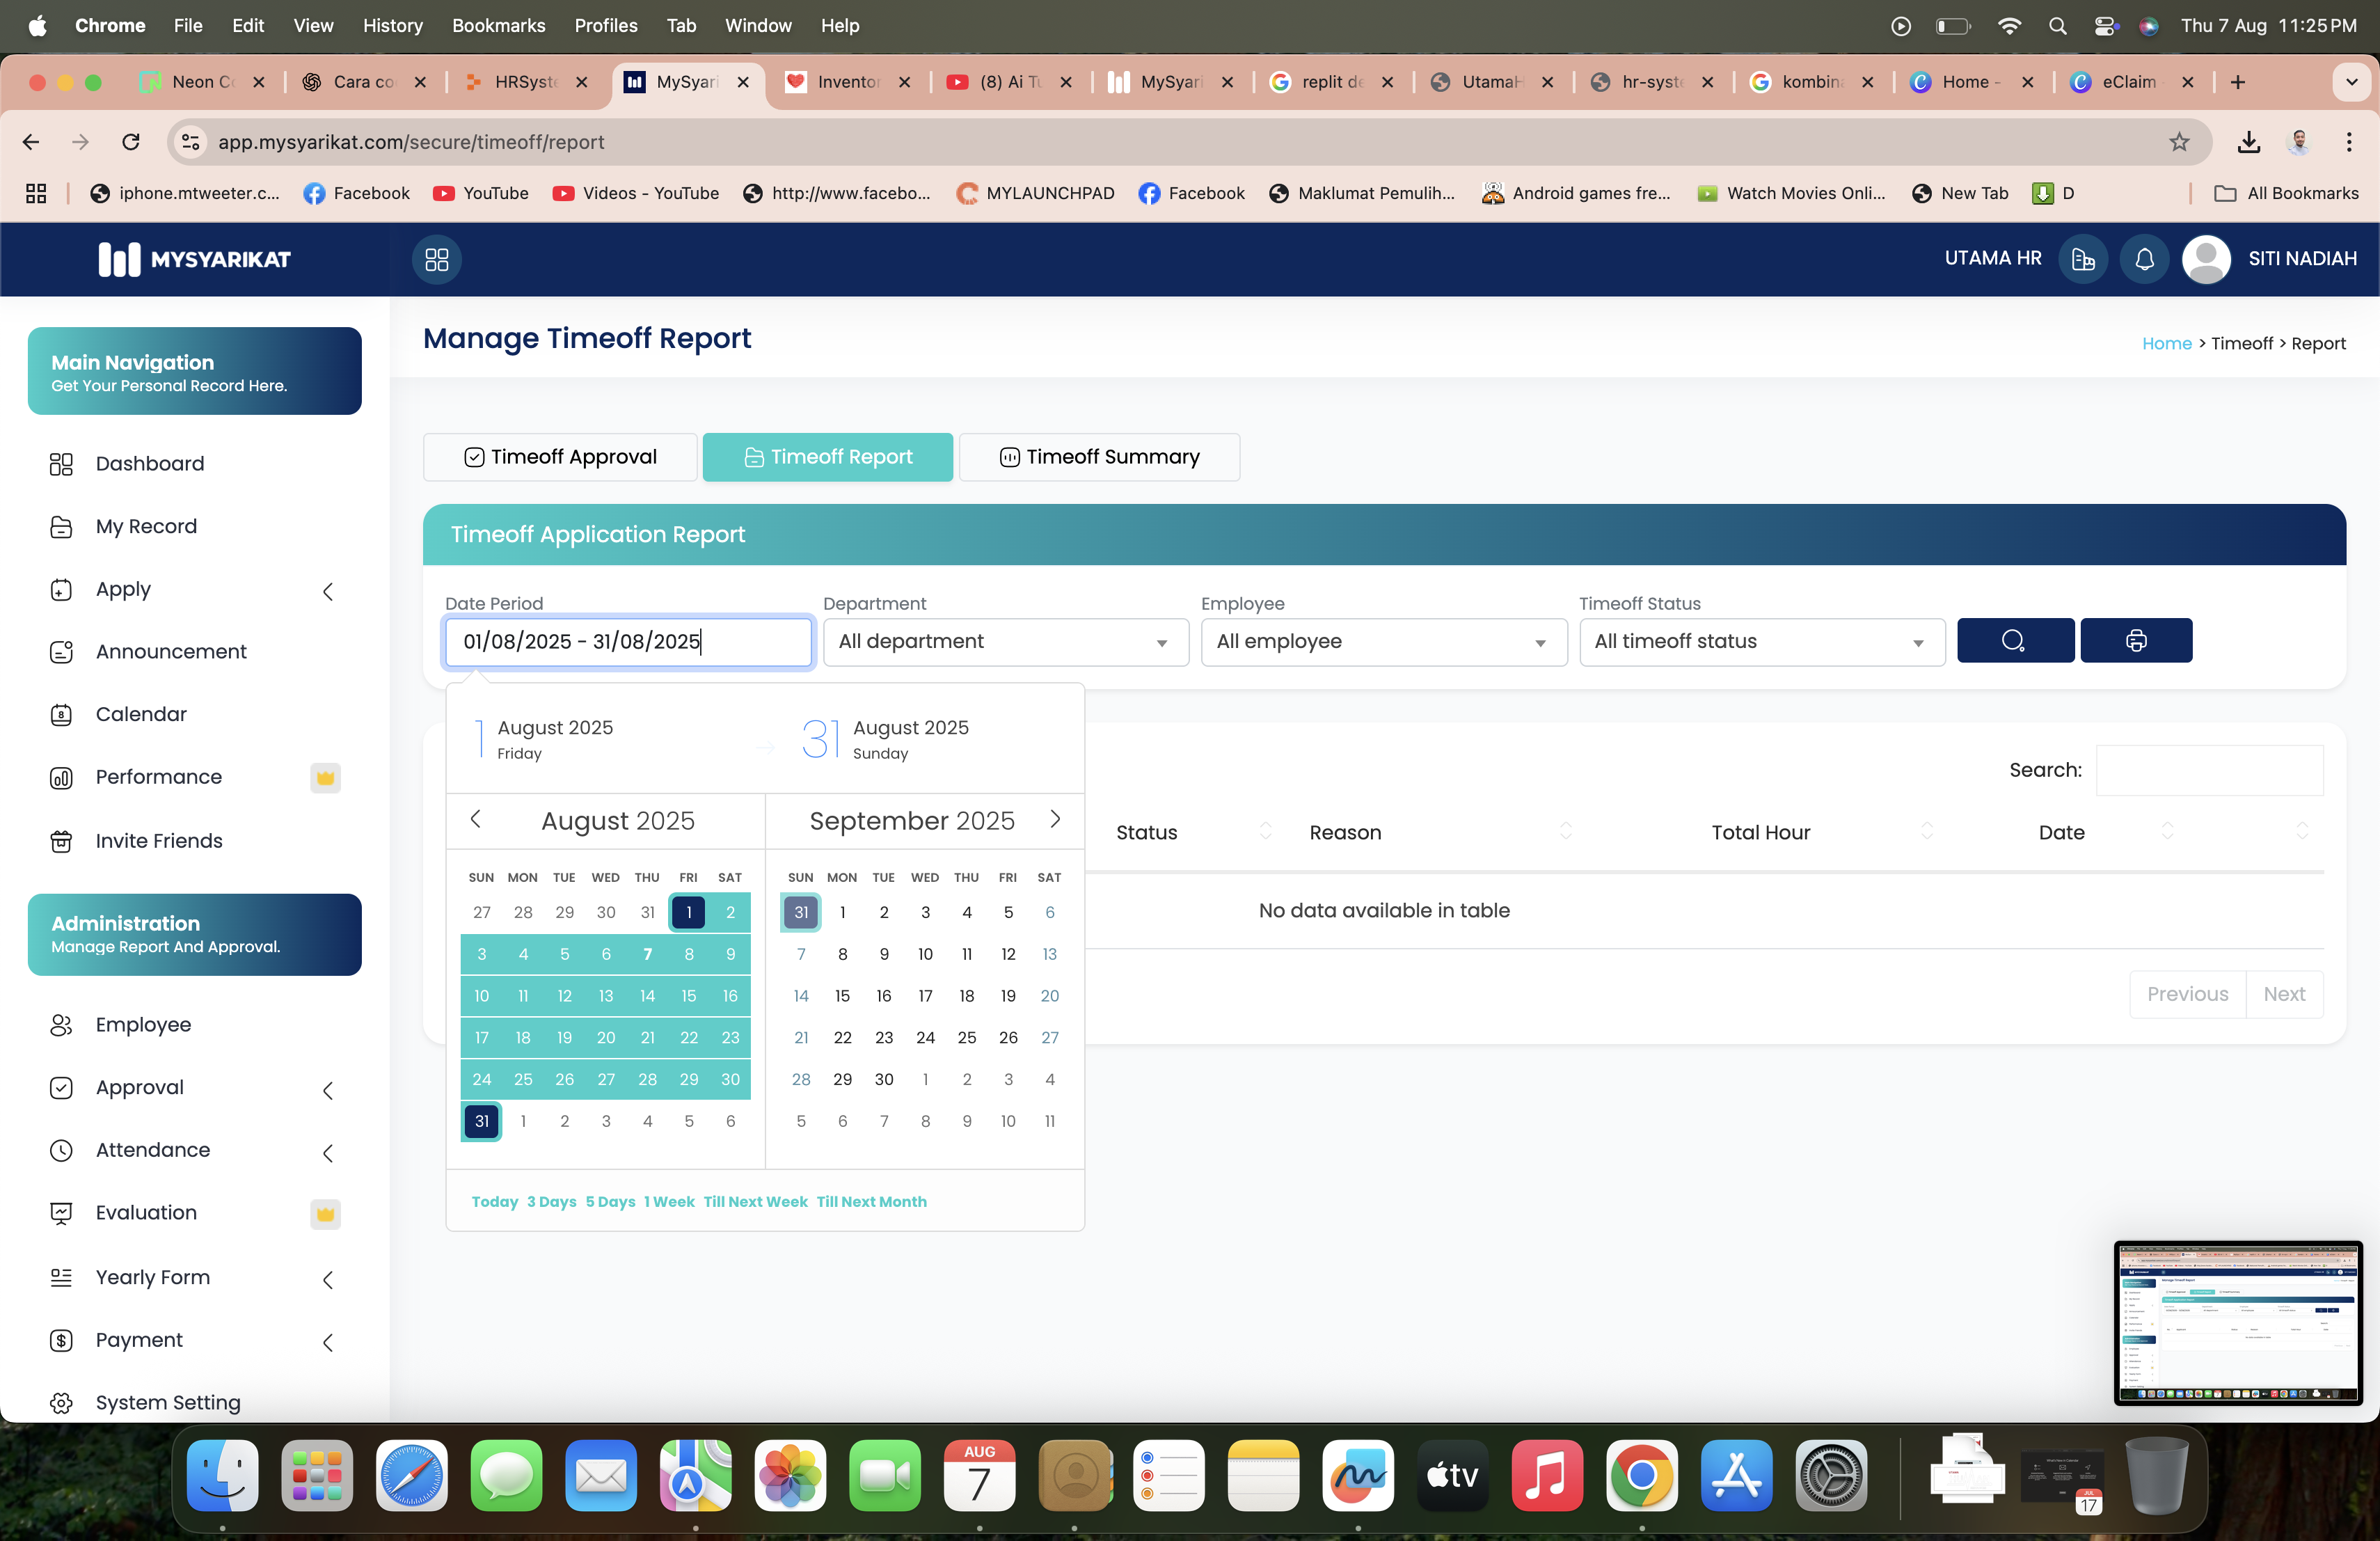 Chrome File Edit View History Bookmarks Profiles Tab Window Help Thu 7 Aug 11:25 PM
Neon Co Cara co HRSyste MySyari Inventor (8) Ai Tu MySyari replit de UtamaH hr-syste kombina Home - eClaim -
app.mysyarikat.com/secure/timeoff/report
iphone.mtweeter.c... Facebook YouTube Videos - YouTube http://www.facebo... MYLAUNCHPAD Facebook Maklumat Pemulih... Android games fre... Watch Movies Onli... New Tab D All Bookmarks
MYSYARIKAT UTAMA HR SITI NADIAH
Main Navigation
Get Your Personal Record Here.
Dashboard
My Record
Apply
Announcement
Calendar
Performance
Invite Friends
Administration
Manage Report And Approval.
Employee
Approval
Attendance
Evaluation
Yearly Form
Payment
System Setting
Manage Timeoff Report
Home > Timeoff > Report
Timeoff Approval Timeoff Report Timeoff Summary
Timeoff Application Report
Date Period Department Employee Timeoff Status
01/08/2025 - 31/08/2025 All department All employee All timeoff status
1 August 2025 31 August 2025
Friday Sunday
August 2025 September 2025
SUN MON TUE WED THU FRI SAT SUN MON TUE WED THU FRI SAT
27 28 29 30 31 1 2 31 1 2 3 4 5 6
3 4 5 6 7 8 9 7 8 9 10 11 12 13
10 11 12 13 14 15 16 14 15 16 17 18 19 20
17 18 19 20 21 22 23 21 22 23 24 25 26 27
24 25 26 27 28 29 30 28 29 30 1 2 3 4
31 1 2 3 4 5 6 5 6 7 8 9 10 11
Today 3 Days 5 Days 1 Week Till Next Week Till Next Month
Search:
Status Reason Total Hour Date
No data available in table
Previous Next
AUG
7
tv
JUL
17